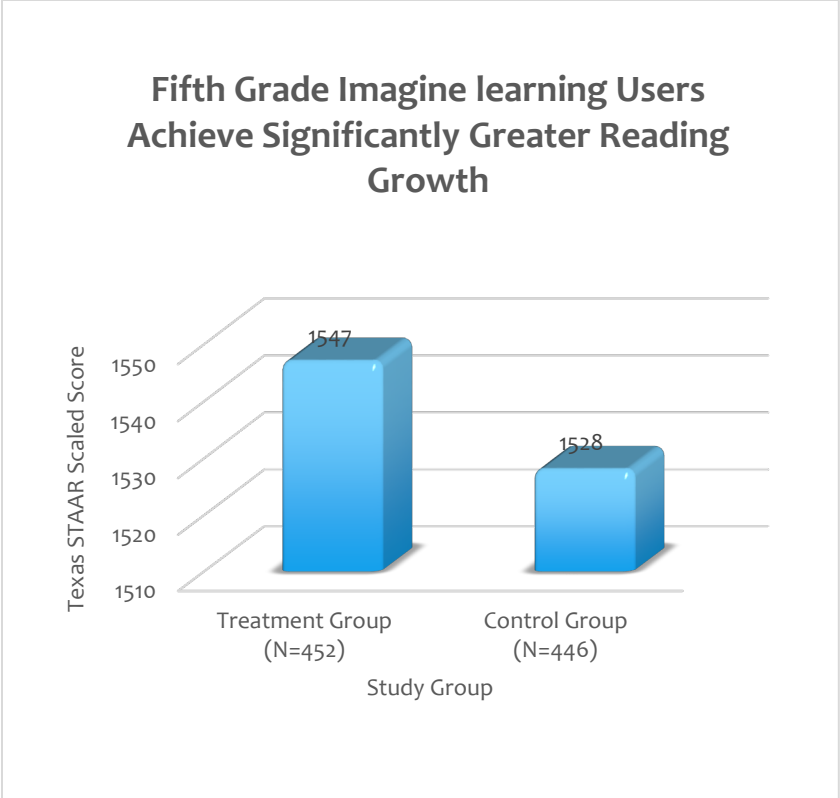 Fifth Grade Imagine learning Users
Achieve Significantly Greater Reading
Growth
1547
1528
Texas STAAR Scaled Score
1550
1540
1530
1520
1510
Treatment Group
(N=452)
Control Group
(N=446)
Study Group